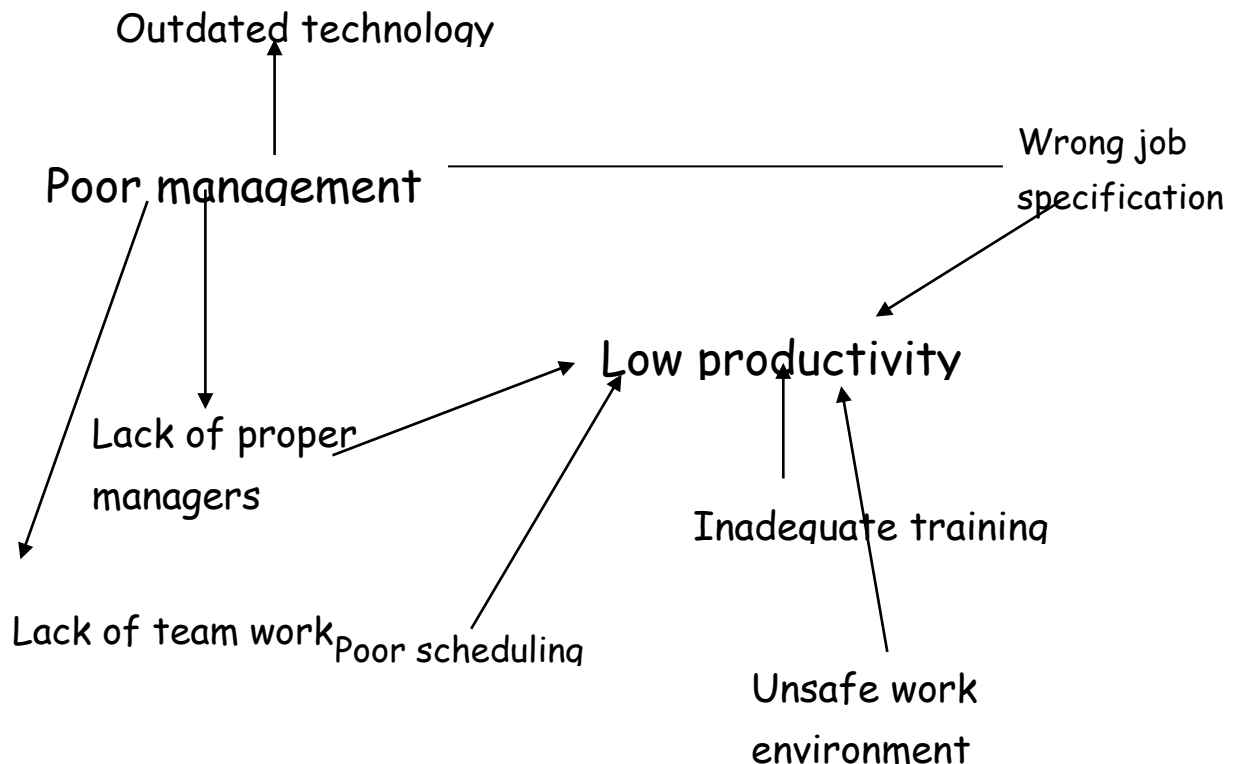 Outdated technology
Wrong job
specification
Poor management
Low productivity
Lack of proper
managers
Inadequate training
Lack of team work
Poor scheduling
Unsafe work
environment